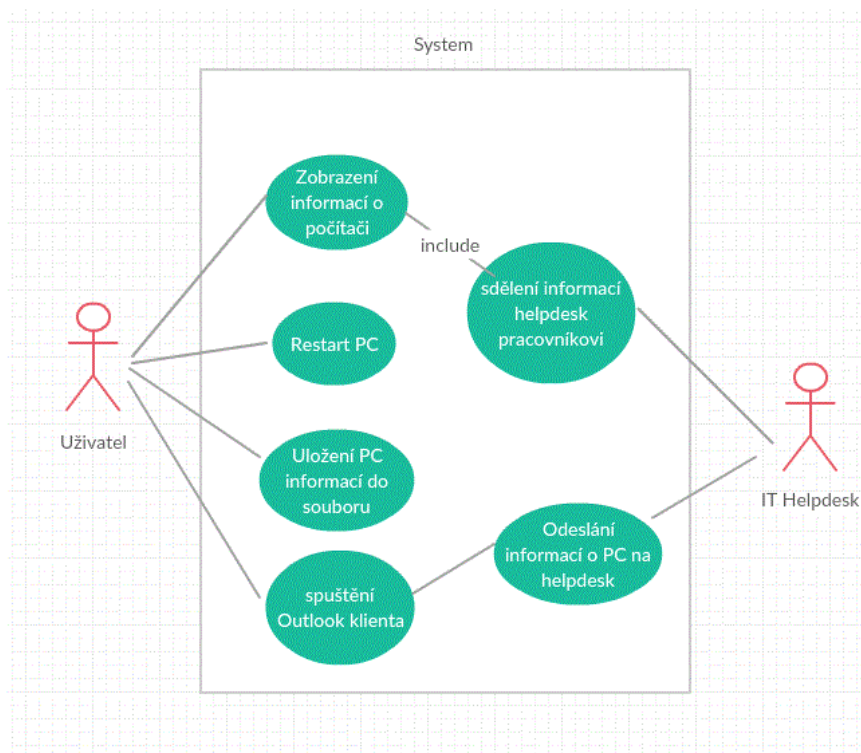 System
Zobrazení
informací o
počítači
include
sdělení informací
helpdesk
pracovníkovi
Restart PC
Uživatel
Uložení PC
informací do
souboru
IT Helpdesk
Odeslání
informací o PC na
helpdesk
spuštění
Outlook klienta